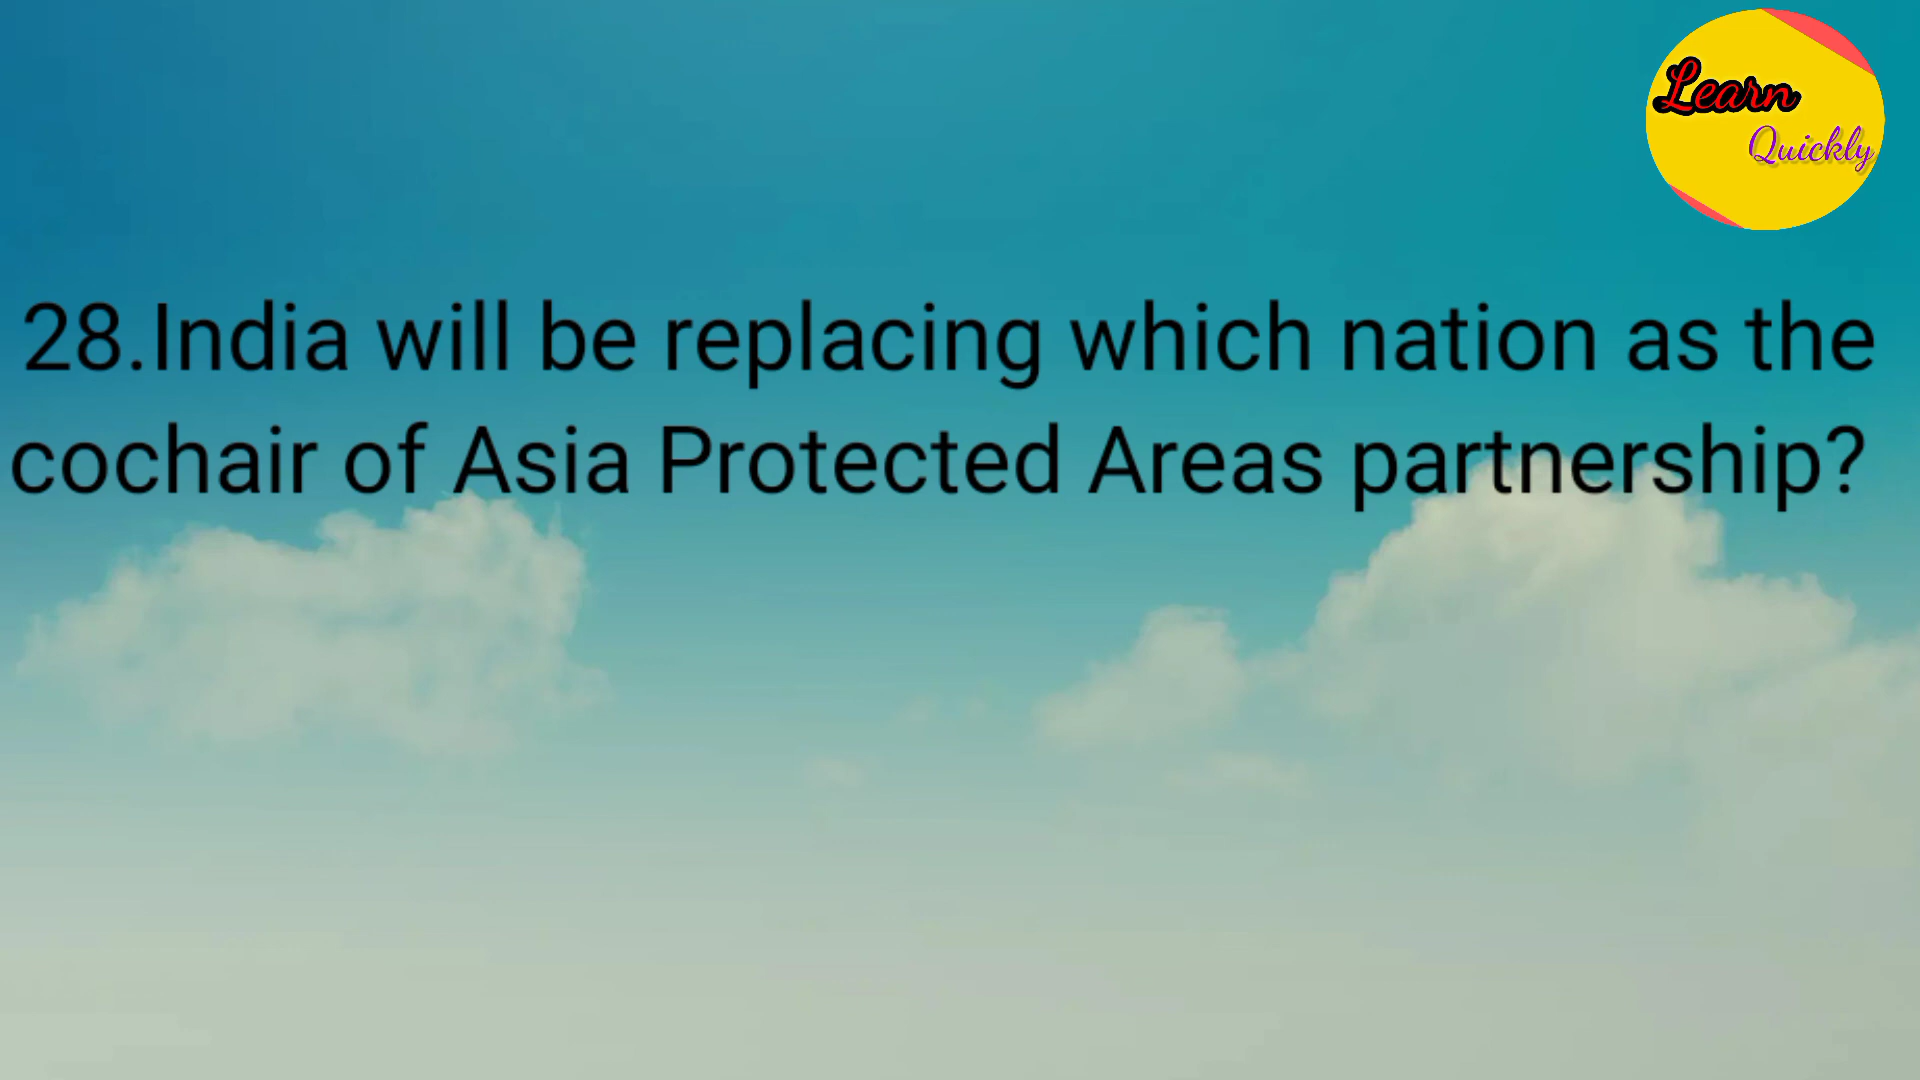 Learn
Quickly
28.India will be replacing which nation as the
cochair of Asia Protected Areas partnership?